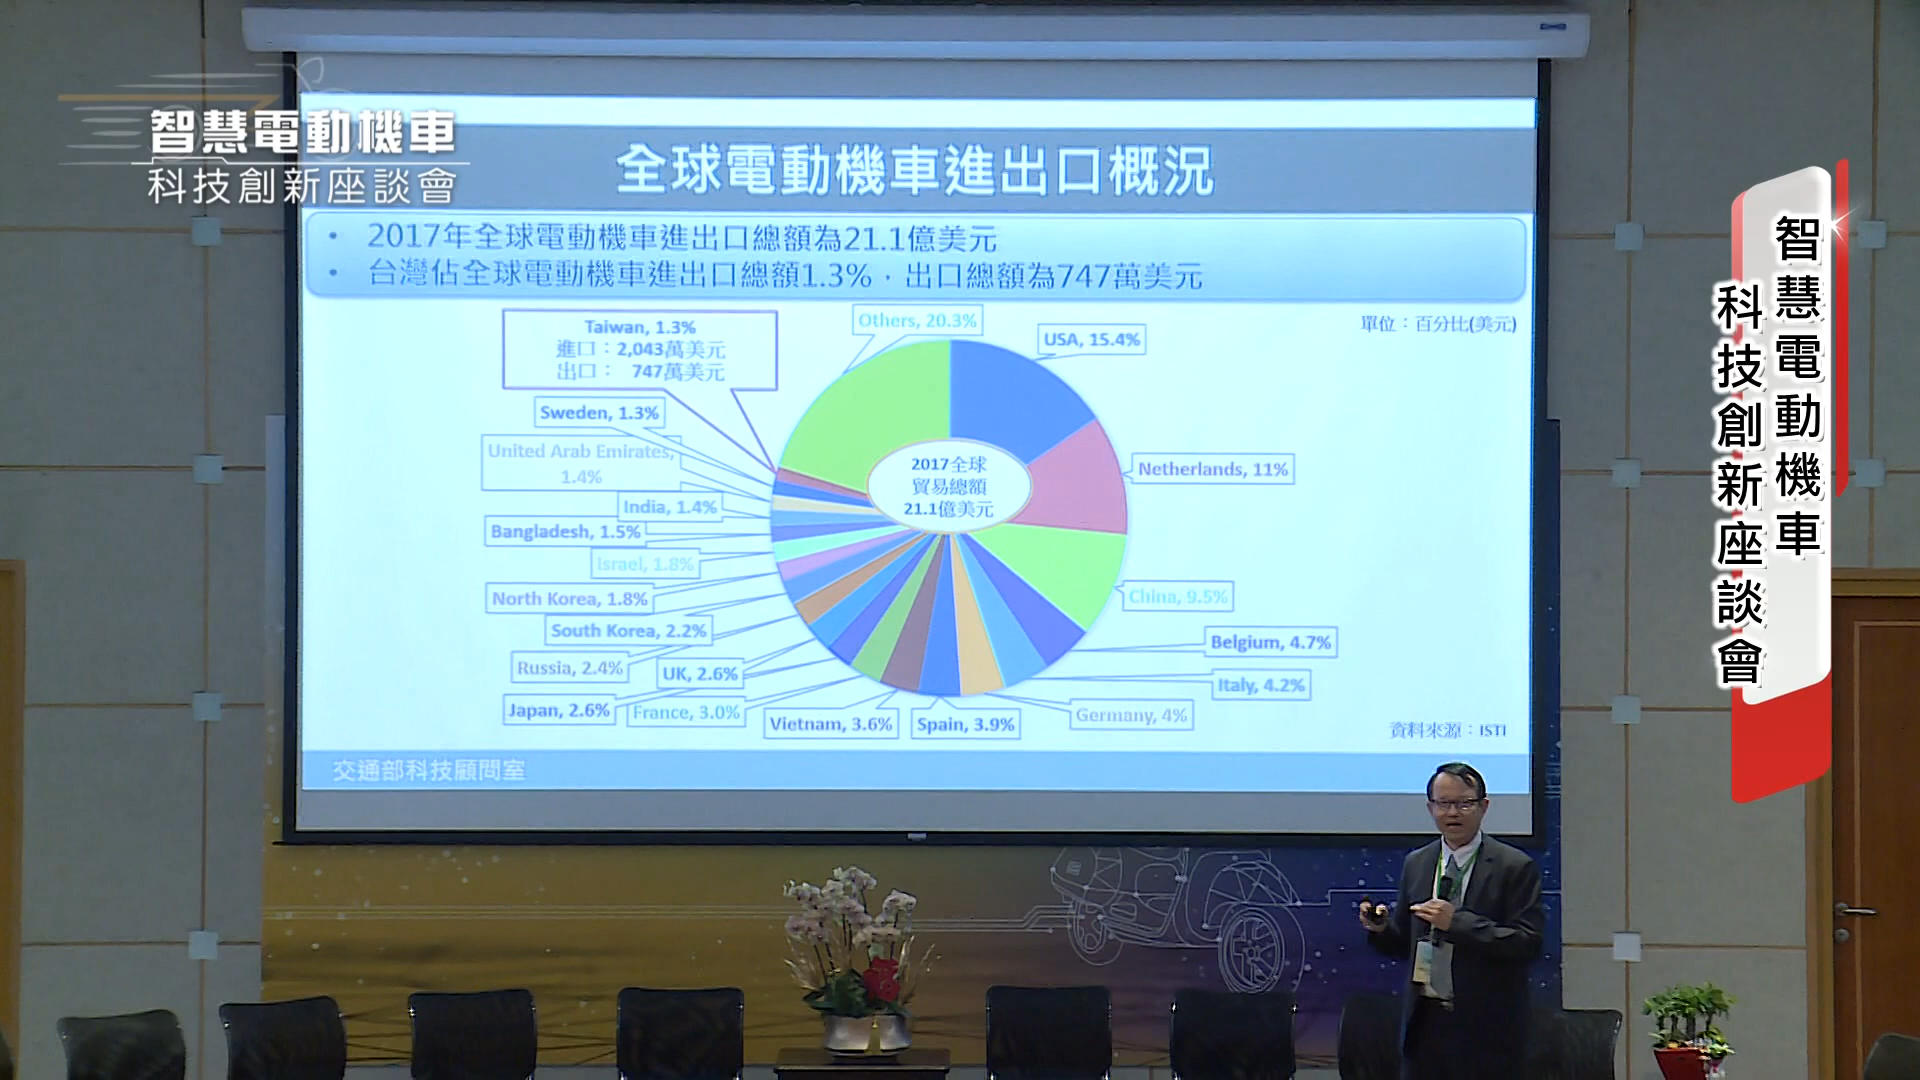 智慧電動機車
科技創新座談會
全球電動機車進出口概況
• 2017年全球電動機車進出口總額為21.1億美元
• 台灣佔全球電動機車進出口總額1.3%，出口總額為747萬美元
單位：百分比(美元)
Taiwan, 1.3%
進口：2,043萬美元
出口： 747萬美元
Others, 20.3%
USA, 15.4%
Sweden, 1.3%
United Arab Emirates,
1.4%
India, 1.4%
Bangladesh, 1.5%
Israel, 1.8%
North Korea, 1.8%
South Korea, 2.2%
Russia, 2.4%
UK, 2.6%
Japan, 2.6%
France, 3.0%
Vietnam, 3.6%
Spain, 3.9%
Germany, 4%
Italy, 4.2%
Belgium, 4.7%
China, 9.5%
Netherlands, 11%
2017全球
貿易總額
21.1億美元
資料來源：ISTI
交通部科技顧問室
智慧電動機車
科技創新座談會